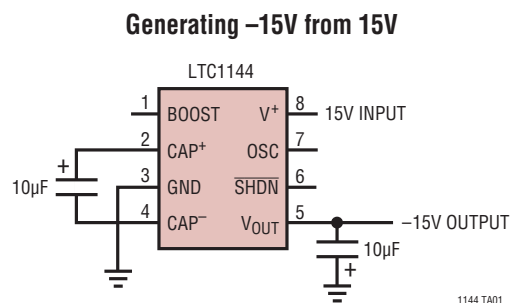 Generating –15V from 15V
LTC1144
1 BOOST V+ 8 15V INPUT
2 CAP+ OSC 7
+
10µF
3 GND SHDN 6
4 CAP– VOUT 5 –15V OUTPUT
10µF
+
1144 TA01